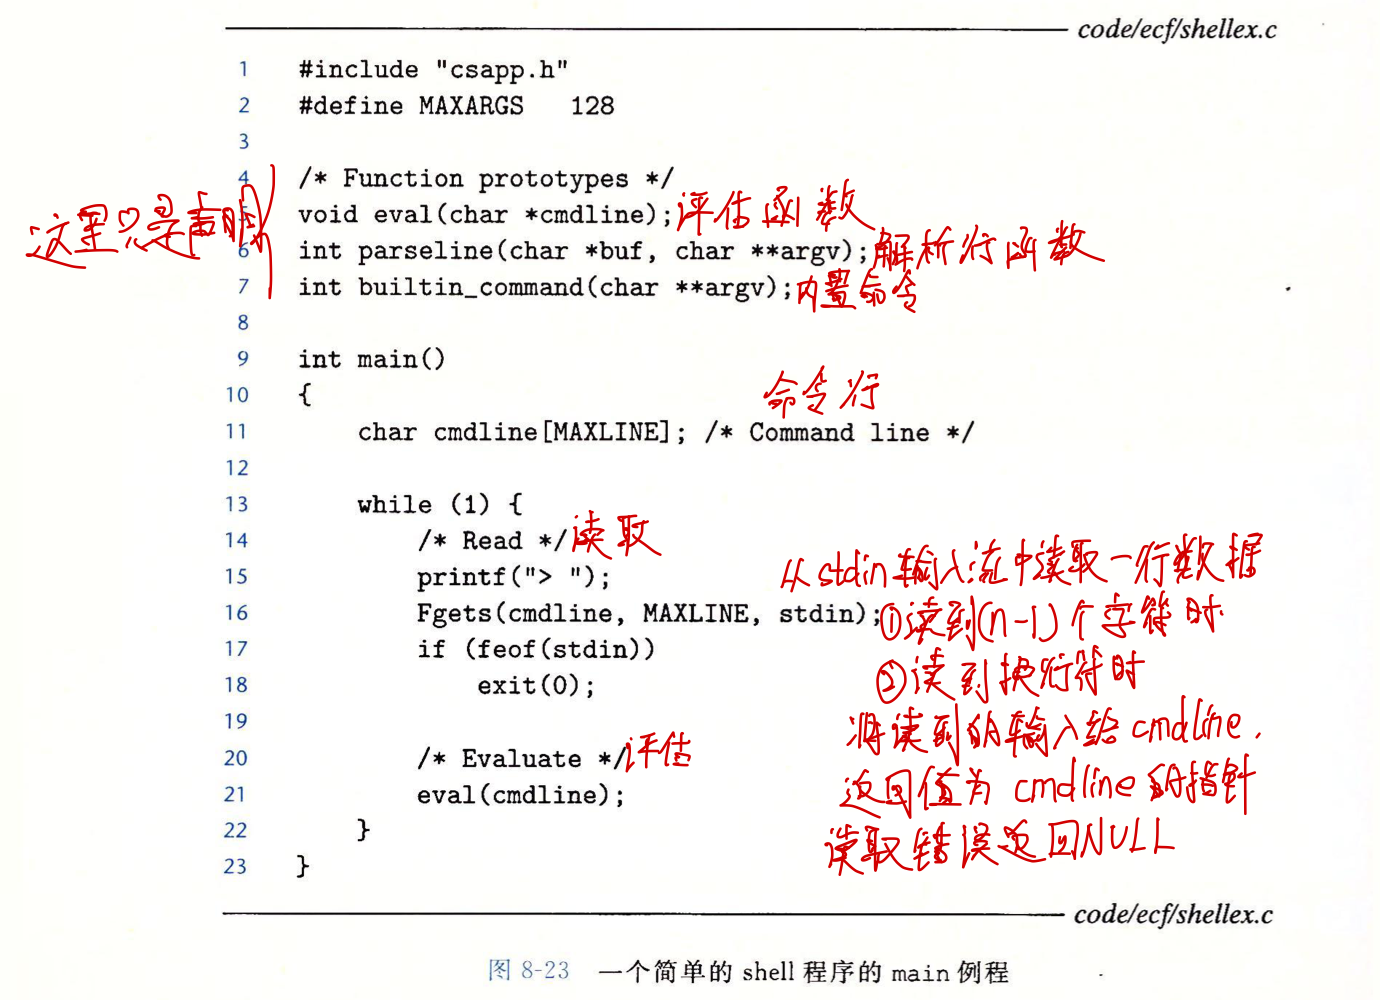 code/ecf/shellex.c
1 #include "csapp.h"
2 #define MAXARGS 128
3
4 /* Function prototypes */
这里只是声明
5 void eval(char *cmdline); 评估函数
6 int parseline(char *buf, char **argv); 解析行函数
7 int builtin_command(char **argv); 内置命令
8
9 int main()
10 {
命令行
11 char cmdline[MAXLINE]; /* Command line */
12
13 while (1) {
14 /* Read */ 读取
15 printf("> ");
从stdin输入流中读取一行数据
16 Fgets(cmdline, MAXLINE, stdin); ①读到(n-1)个字符时
17 if (feof(stdin))
18 exit(0);
②读到换行符时
19
将读到的输入给cmdline.
20 /* Evaluate */ 评估
21 eval(cmdline);
返回值为cmdline的指针
22 }
读取错误返回NULL
23 }
code/ecf/shellex.c
图 8-23 一个简单的 shell 程序的 main 例程